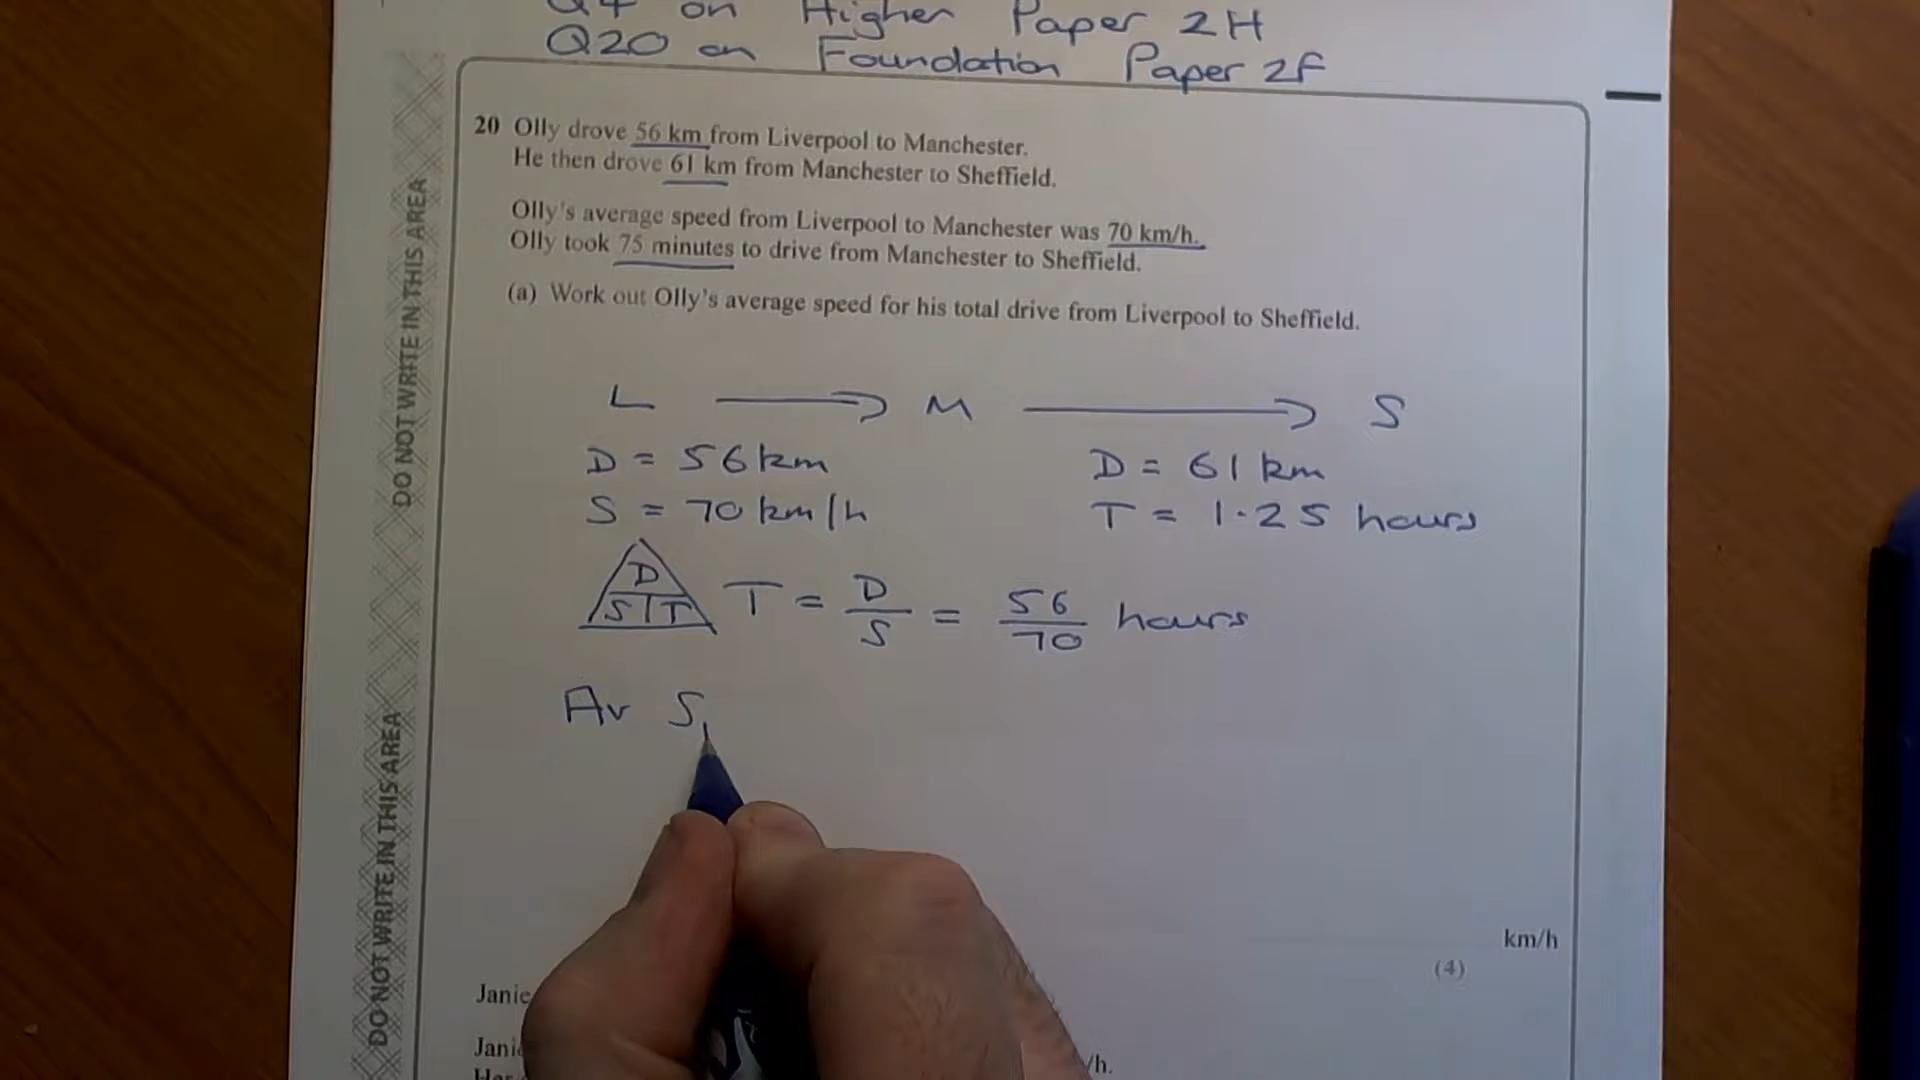 Q4 on Higher Paper 2H
Q20 on Foundation Paper 2F
20 Olly drove 56 km from Liverpool to Manchester.
He then drove 61 km from Manchester to Sheffield.
Olly's average speed from Liverpool to Manchester was 70 km/h.
Olly took 75 minutes to drive from Manchester to Sheffield.
(a) Work out Olly's average speed for his total drive from Liverpool to Sheffield.
L → M → S
D = 56 km D = 61 km
S = 70 km/h T = 1.25 hours
D
S T
T = D/S = 56/70 hours
Av S
km/h
(4)
Janie
/h.
DO NOT WRITE IN THIS AREA
DO NOT WRITE IN THIS AREA